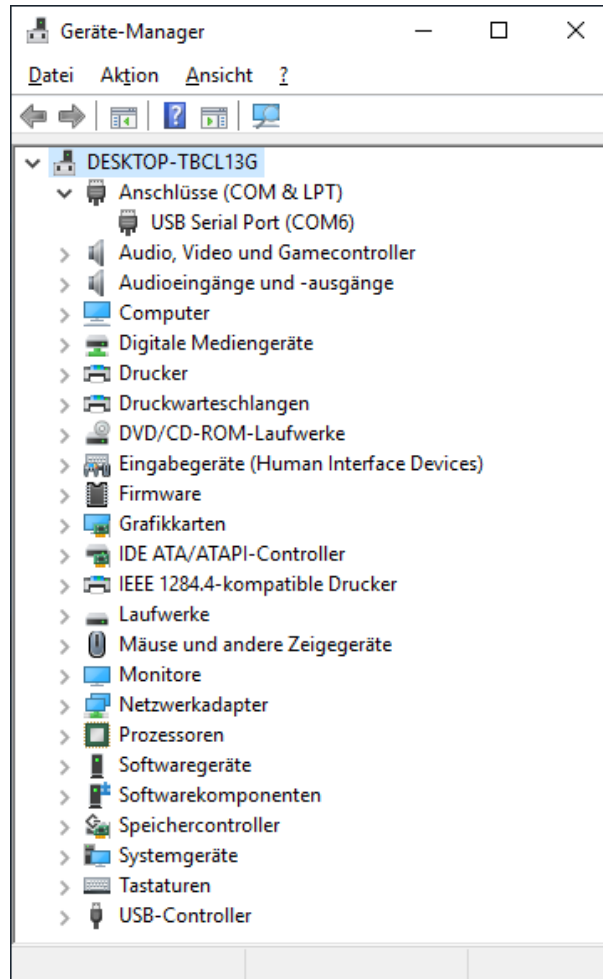 Geräte-Manager
Datei Aktion Ansicht ?
DESKTOP-TBCL13G
Anschlüsse (COM & LPT)
USB Serial Port (COM6)
Audio, Video und Gamecontroller
Audioeingänge und -ausgänge
Computer
Digitale Mediengeräte
Drucker
Druckwarteschlangen
DVD/CD-ROM-Laufwerke
Eingabegeräte (Human Interface Devices)
Firmware
Grafikkarten
IDE ATA/ATAPI-Controller
IEEE 1284.4-kompatible Drucker
Laufwerke
Mäuse und andere Zeigegeräte
Monitore
Netzwerkadapter
Prozessoren
Softwaregeräte
Softwarekomponenten
Speichercontroller
Systemgeräte
Tastaturen
USB-Controller